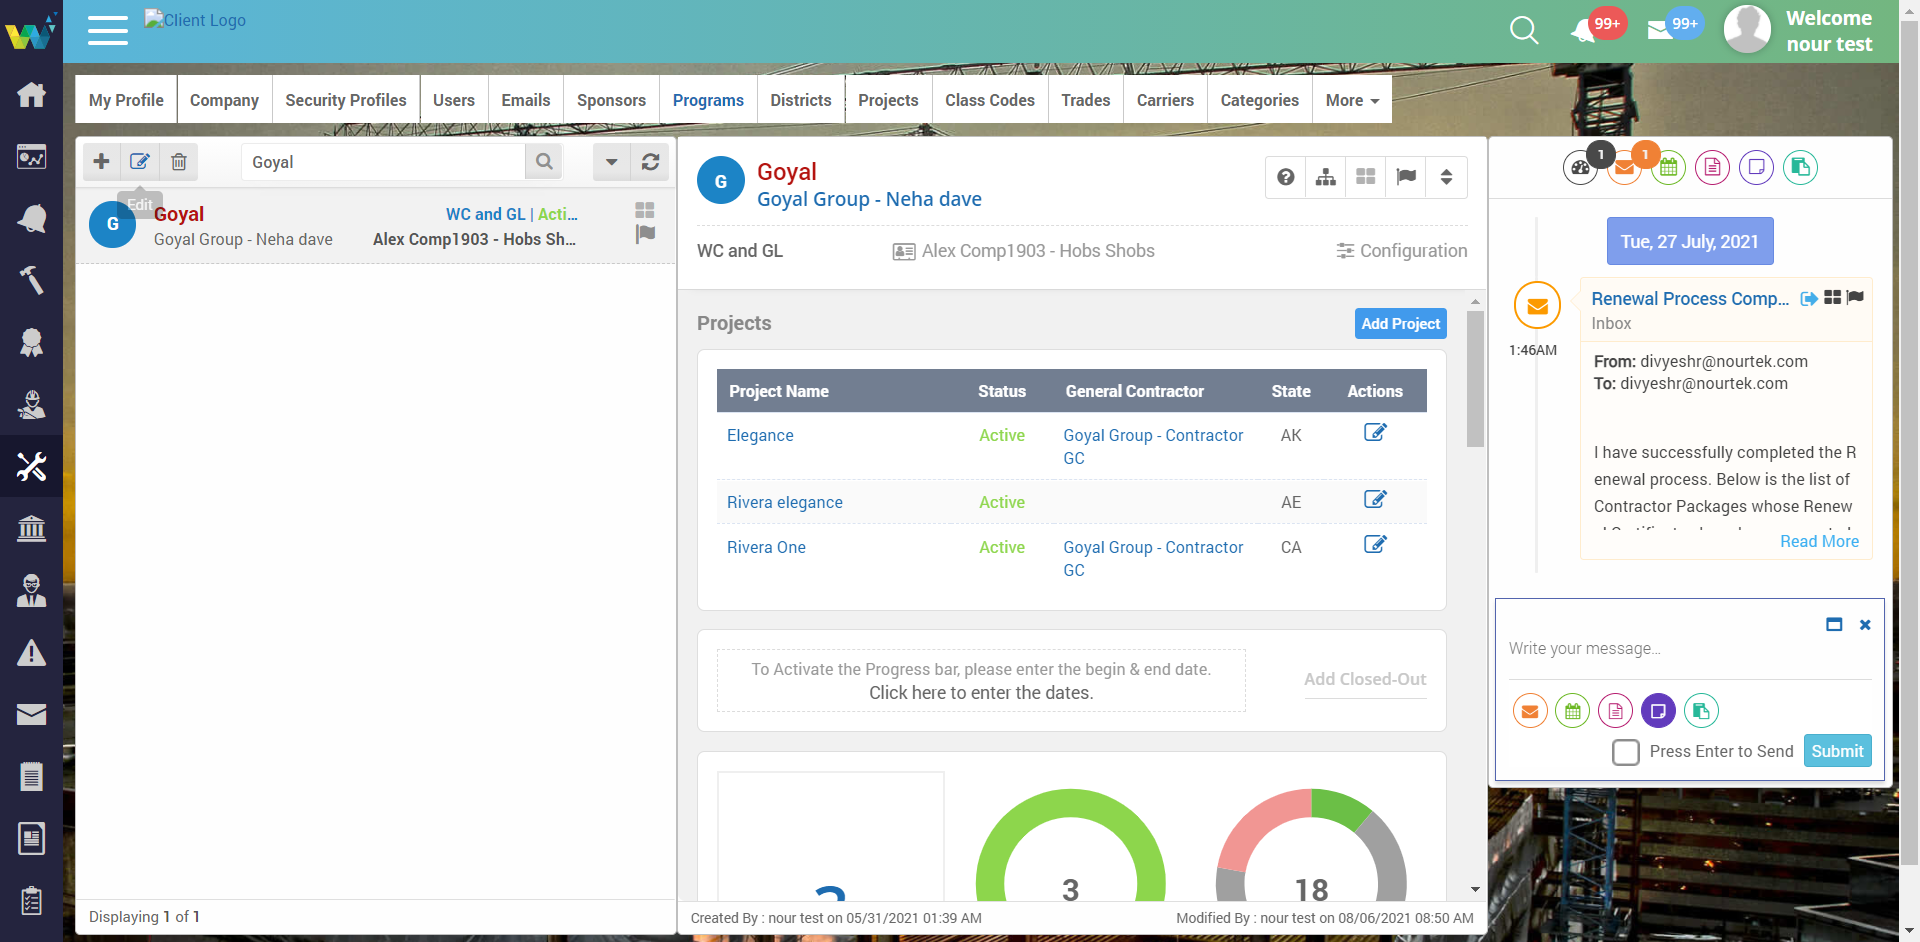 Client Logo
99+
99+
Welcome
nour test
My Profile
Company
Security Profiles
Users
Emails
Sponsors
Programs
Districts
Projects
Class Codes
Trades
Carriers
Categories
More
Goyal
Edit
G
Goyal
WC and GL | Acti...
Goyal Group - Neha dave
Alex Comp1903 - Hobs Sh...
Displaying 1 of 1
G
Goyal
Goyal Group - Neha dave
WC and GL
Alex Comp1903 - Hobs Shobs
Configuration
Projects
Add Project
Project Name Status General Contractor State Actions
Elegance Active Goyal Group - Contractor GC AK
Rivera elegance Active AE
Rivera One Active Goyal Group - Contractor GC CA
To Activate the Progress bar, please enter the begin & end date.
Click here to enter the dates.
Add Closed-Out
3
18
Created By : nour test on 05/31/2021 01:39 AM
Modified By : nour test on 08/06/2021 08:50 AM
1
1
Tue, 27 July, 2021
Renewal Process Comp...
Inbox
1:46AM
From: divyeshr@nourtek.com
To: divyeshr@nourtek.com
I have successfully completed the R
enewal process. Below is the list of
Contractor Packages whose Renew
Read More
Write your message...
Press Enter to Send
Submit